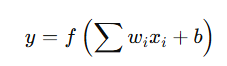 y = f (∑ wᵢxᵢ + b)